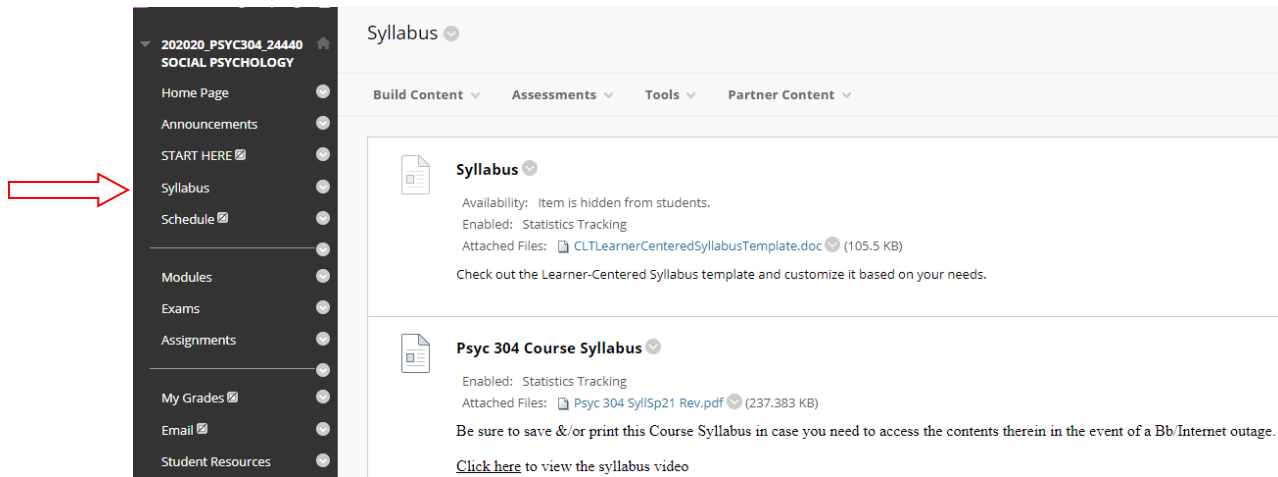 202020_PSYC304_24440
SOCIAL PSYCHOLOGY
Home Page
Announcements
START HERE
Syllabus
Schedule
Modules
Exams
Assignments
My Grades
Email
Student Resources
Syllabus
Build Content
Assessments
Tools
Partner Content
Syllabus
Availability: Item is hidden from students.
Enabled: Statistics Tracking
Attached Files: CLTLearnerCenteredSyllabusTemplate.doc (105.5 KB)
Check out the Learner-Centered Syllabus template and customize it based on your needs.
Psyc 304 Course Syllabus
Enabled: Statistics Tracking
Attached Files: Psyc 304 SyllSp21 Rev.pdf (237.383 KB)
Be sure to save &/or print this Course Syllabus in case you need to access the contents therein in the event of a Bb/Internet outage.
Click here to view the syllabus video